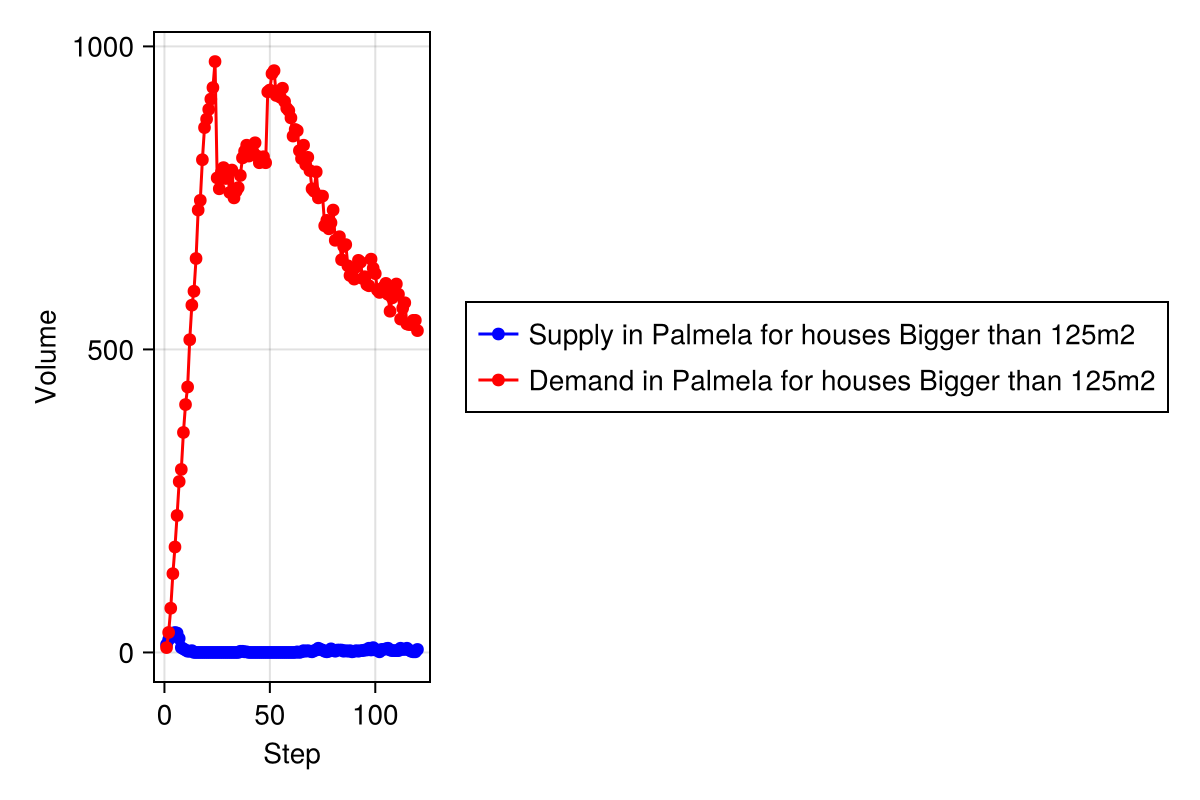 1000
500
0
Volume
0 50 100
Step
Supply in Palmela for houses Bigger than 125m2
Demand in Palmela for houses Bigger than 125m2